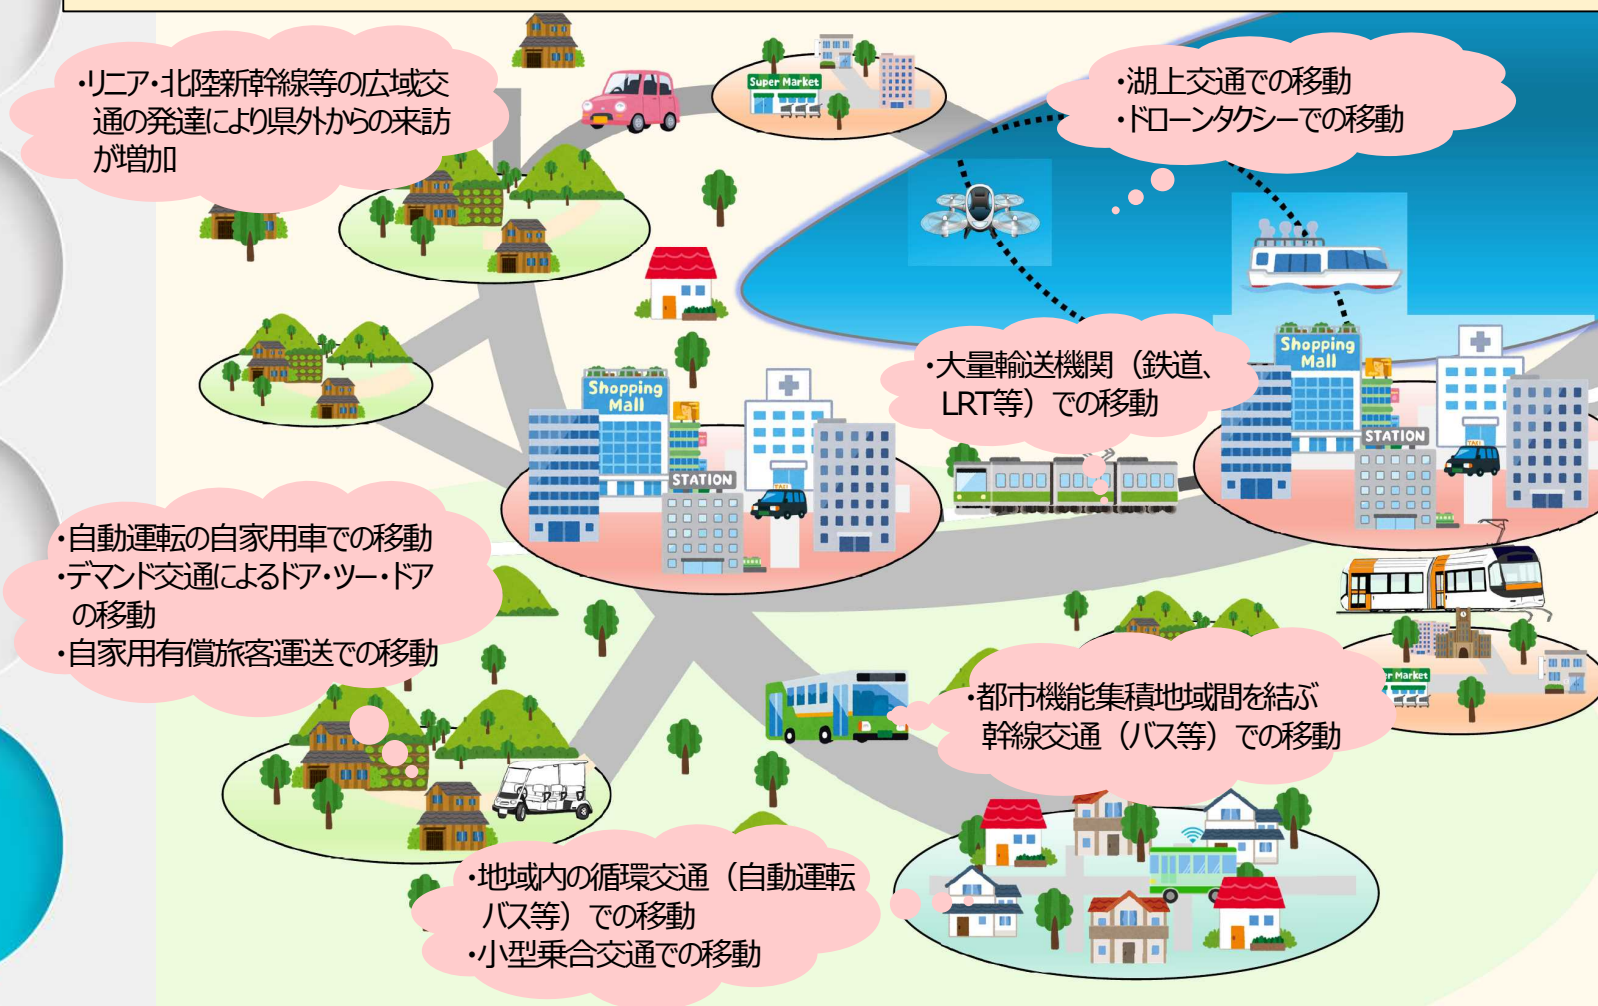 ・リニア・北陸新幹線等の広域交
通の発達により県外からの来訪
が増加
・湖上交通での移動
・ドローンタクシーでの移動
Super Market
・大量輸送機関（鉄道、
LRT等）での移動
Shopping
Mall
STATION
TAXI
Shopping
Mall
STATION
TAXI
・自動運転の自家用車での移動
・デマンド交通によるドア・ツー・ドア
の移動
・自家用有償旅客運送での移動
・都市機能集積地域間を結ぶ
幹線交通（バス等）での移動
Market
・地域内の循環交通（自動運転
バス等）での移動
・小型乗合交通での移動